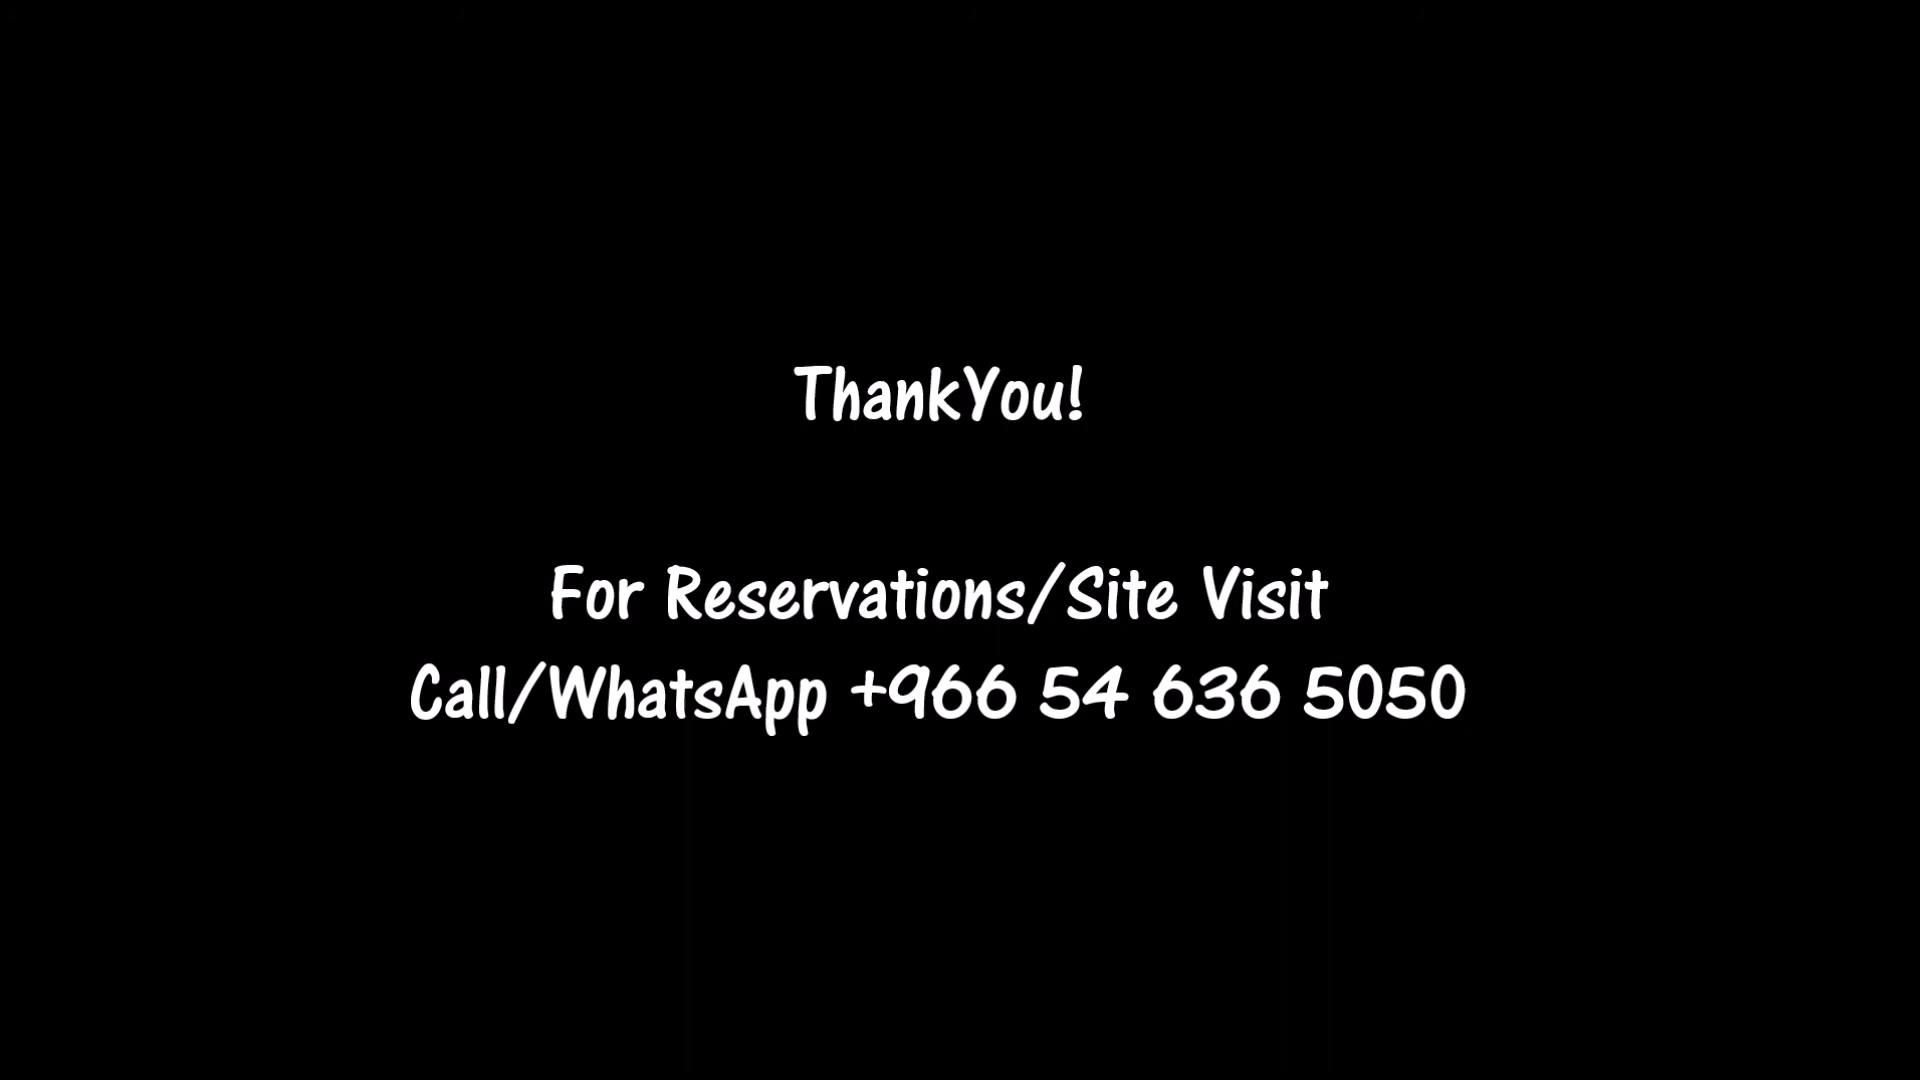 ThankYou!
For Reservations/Site Visit
Call/WhatsApp +966 54 636 5050